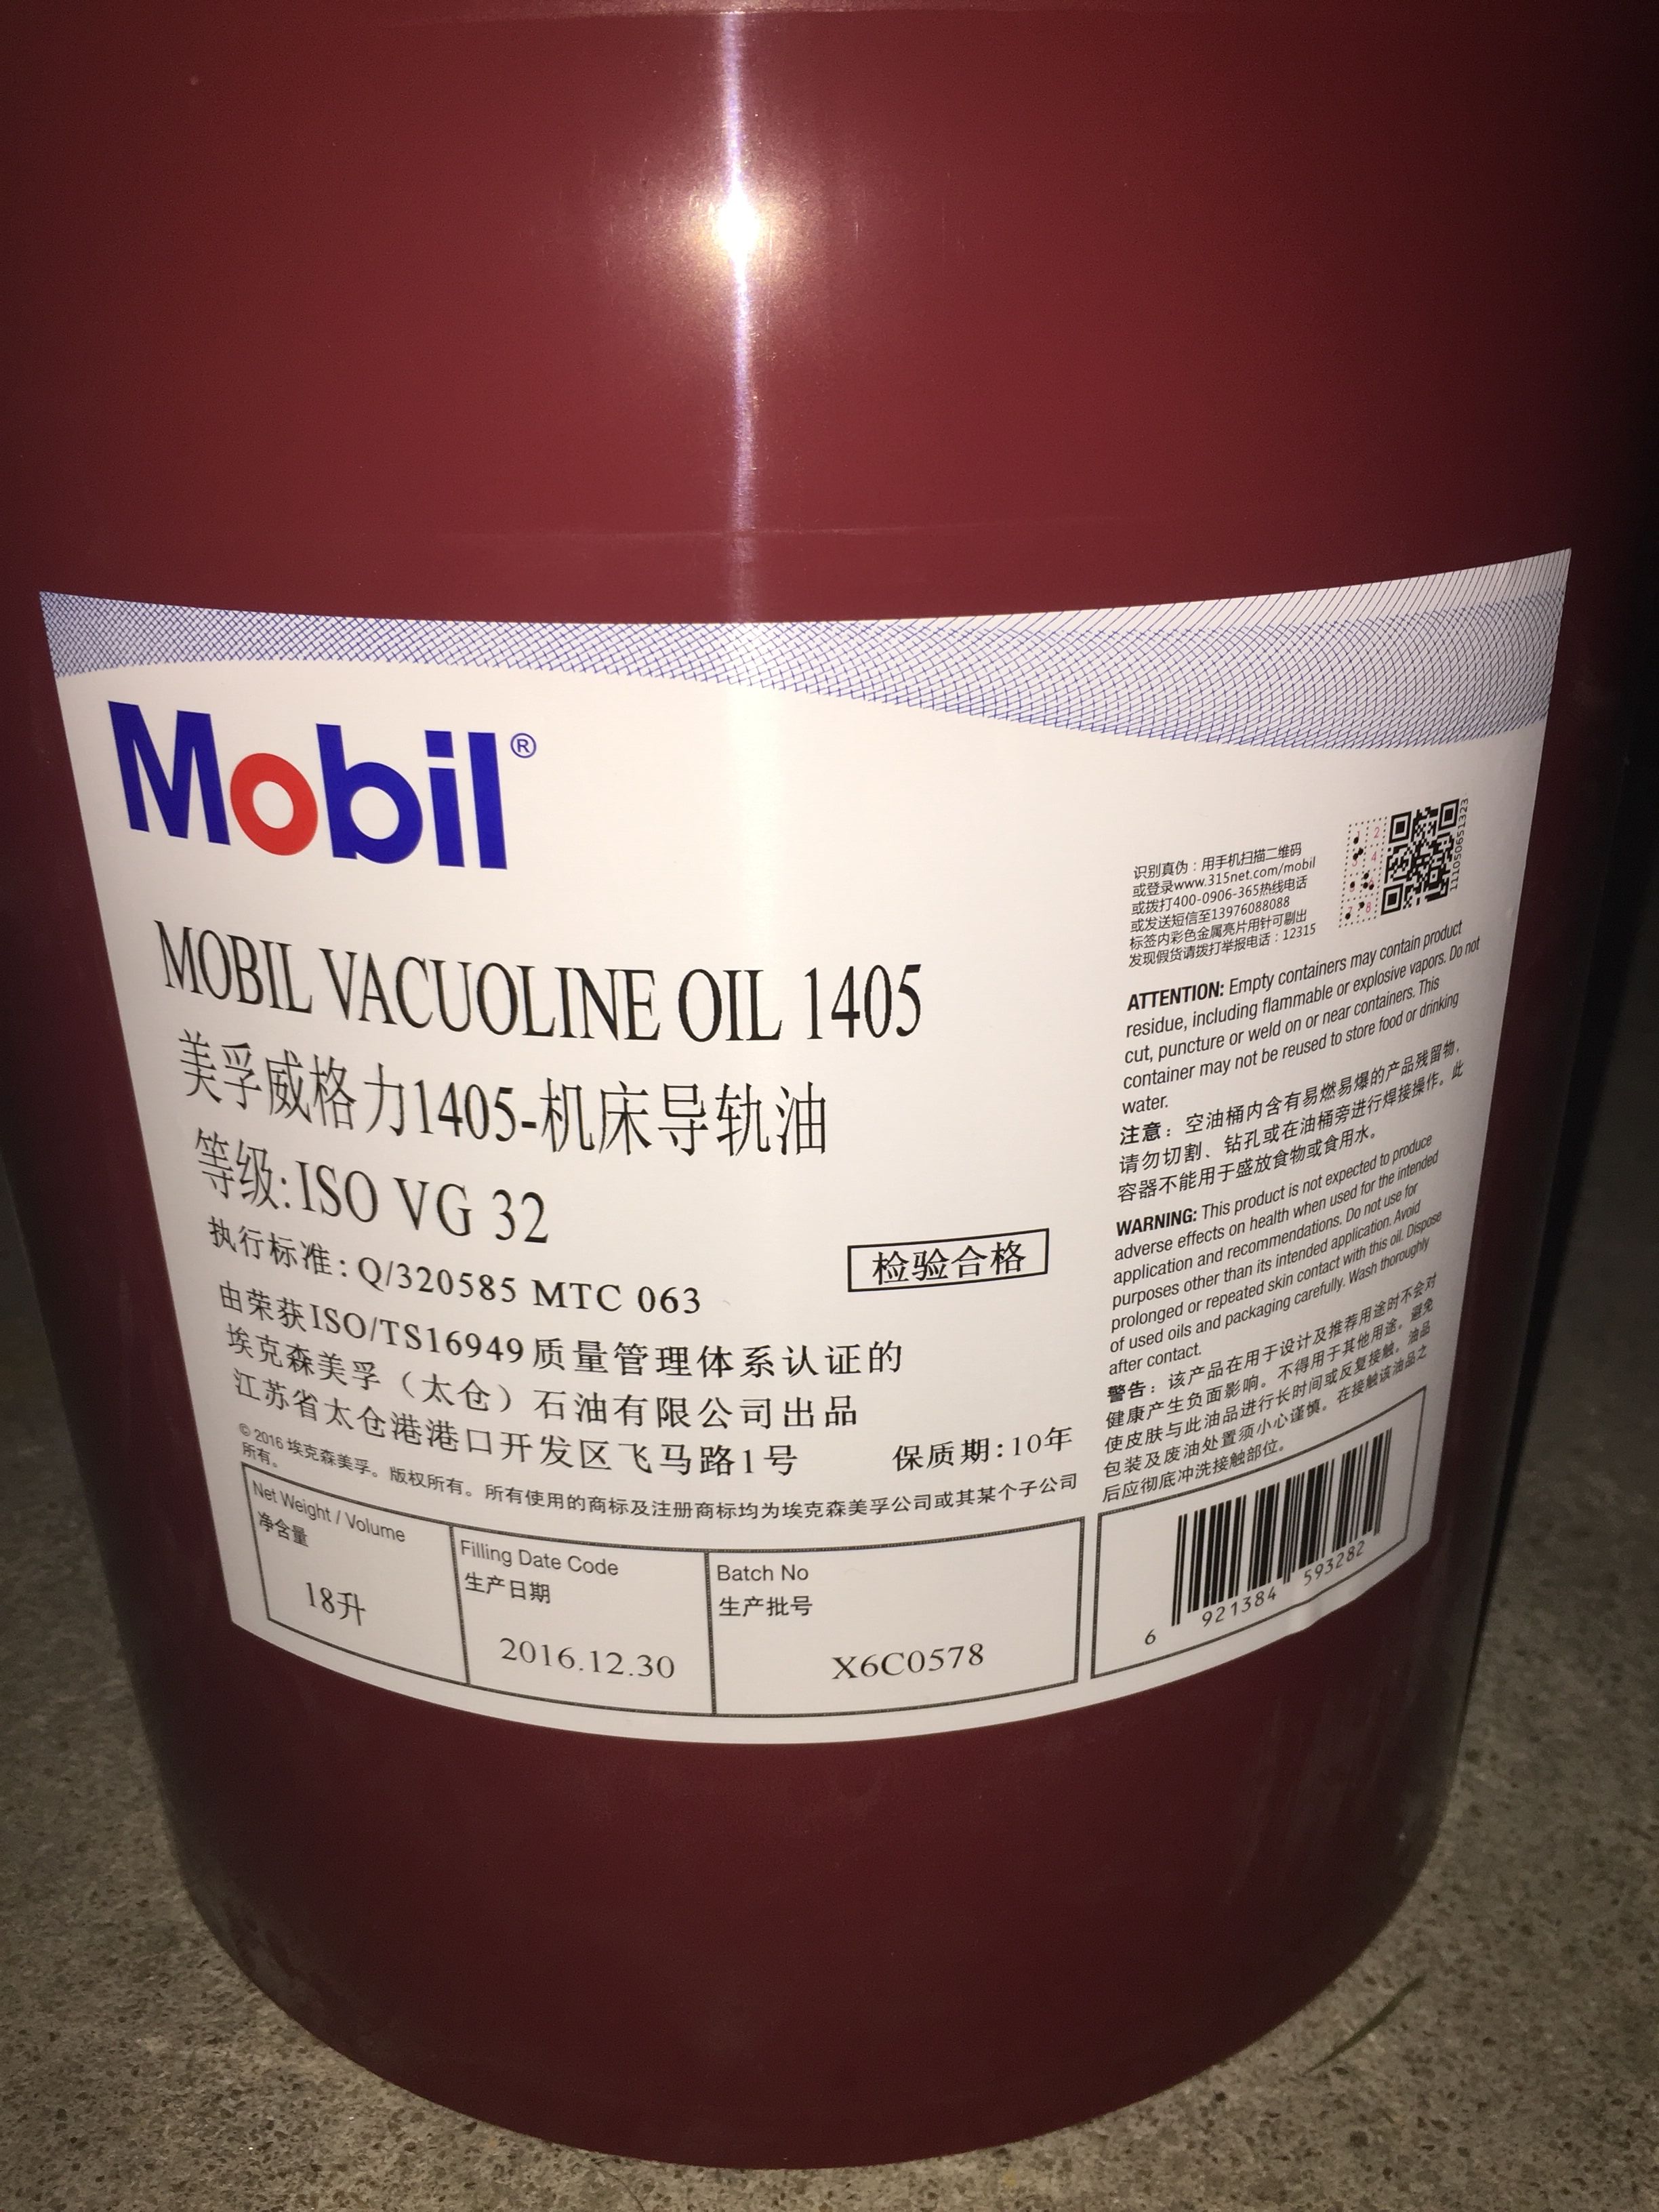 Mobil®
MOBIL VACUOLINE OIL 1405
美孚威格力1405-机床导轨油
等级:ISO VG 32
执行标准: Q/320585 MTC 063
检验合格
由荣获ISO/TS16949质量管理体系认证的
埃克森美孚（太仓）石油有限公司出品
江苏省太仓港港口开发区飞马路1号
保质期:10年
© 2016 埃克森美孚。版权所有。所有使用的商标及注册商标均为埃克森美孚公司或其某个子公司
所有。
Net Weight / Volume
净含量
18升
Filling Date Code
生产日期
2016.12.30
Batch No
生产批号
X6C0578
识别真伪：用手机扫描二维码
或登录www.315net.com/mobil
或拨打400-0906-365热线电话
或发送短信至13976088088
标签内彩色金属亮片用针可剔出
发现假货请拨打举报电话：12315
111050651323
ATTENTION: Empty containers may contain product
residue, including flammable or explosive vapors. Do not
cut, puncture or weld on or near containers. This
container may not be reused to store food or drinking
water.
注意：空油桶内含有易燃易爆的产品残留物，
请勿切割、钻孔或在油桶旁进行焊接操作。此
容器不能用于盛放食物或食用水。
WARNING: This product is not expected to produce
adverse effects on health when used for the intended
application and recommendations. Do not use for
purposes other than its intended application. Avoid
prolonged or repeated skin contact with this oil. Dispose
of used oils and packaging carefully. Wash thoroughly
after contact.
警告：该产品在用于设计及推荐用途时不会对
健康产生负面影响。不得用于其他用途。避免
使皮肤与此油品进行长时间或反复接触。油品
包装及废油处置须小心谨慎。在接触该油品之
后应彻底冲洗接触部位。
6 921384 593282